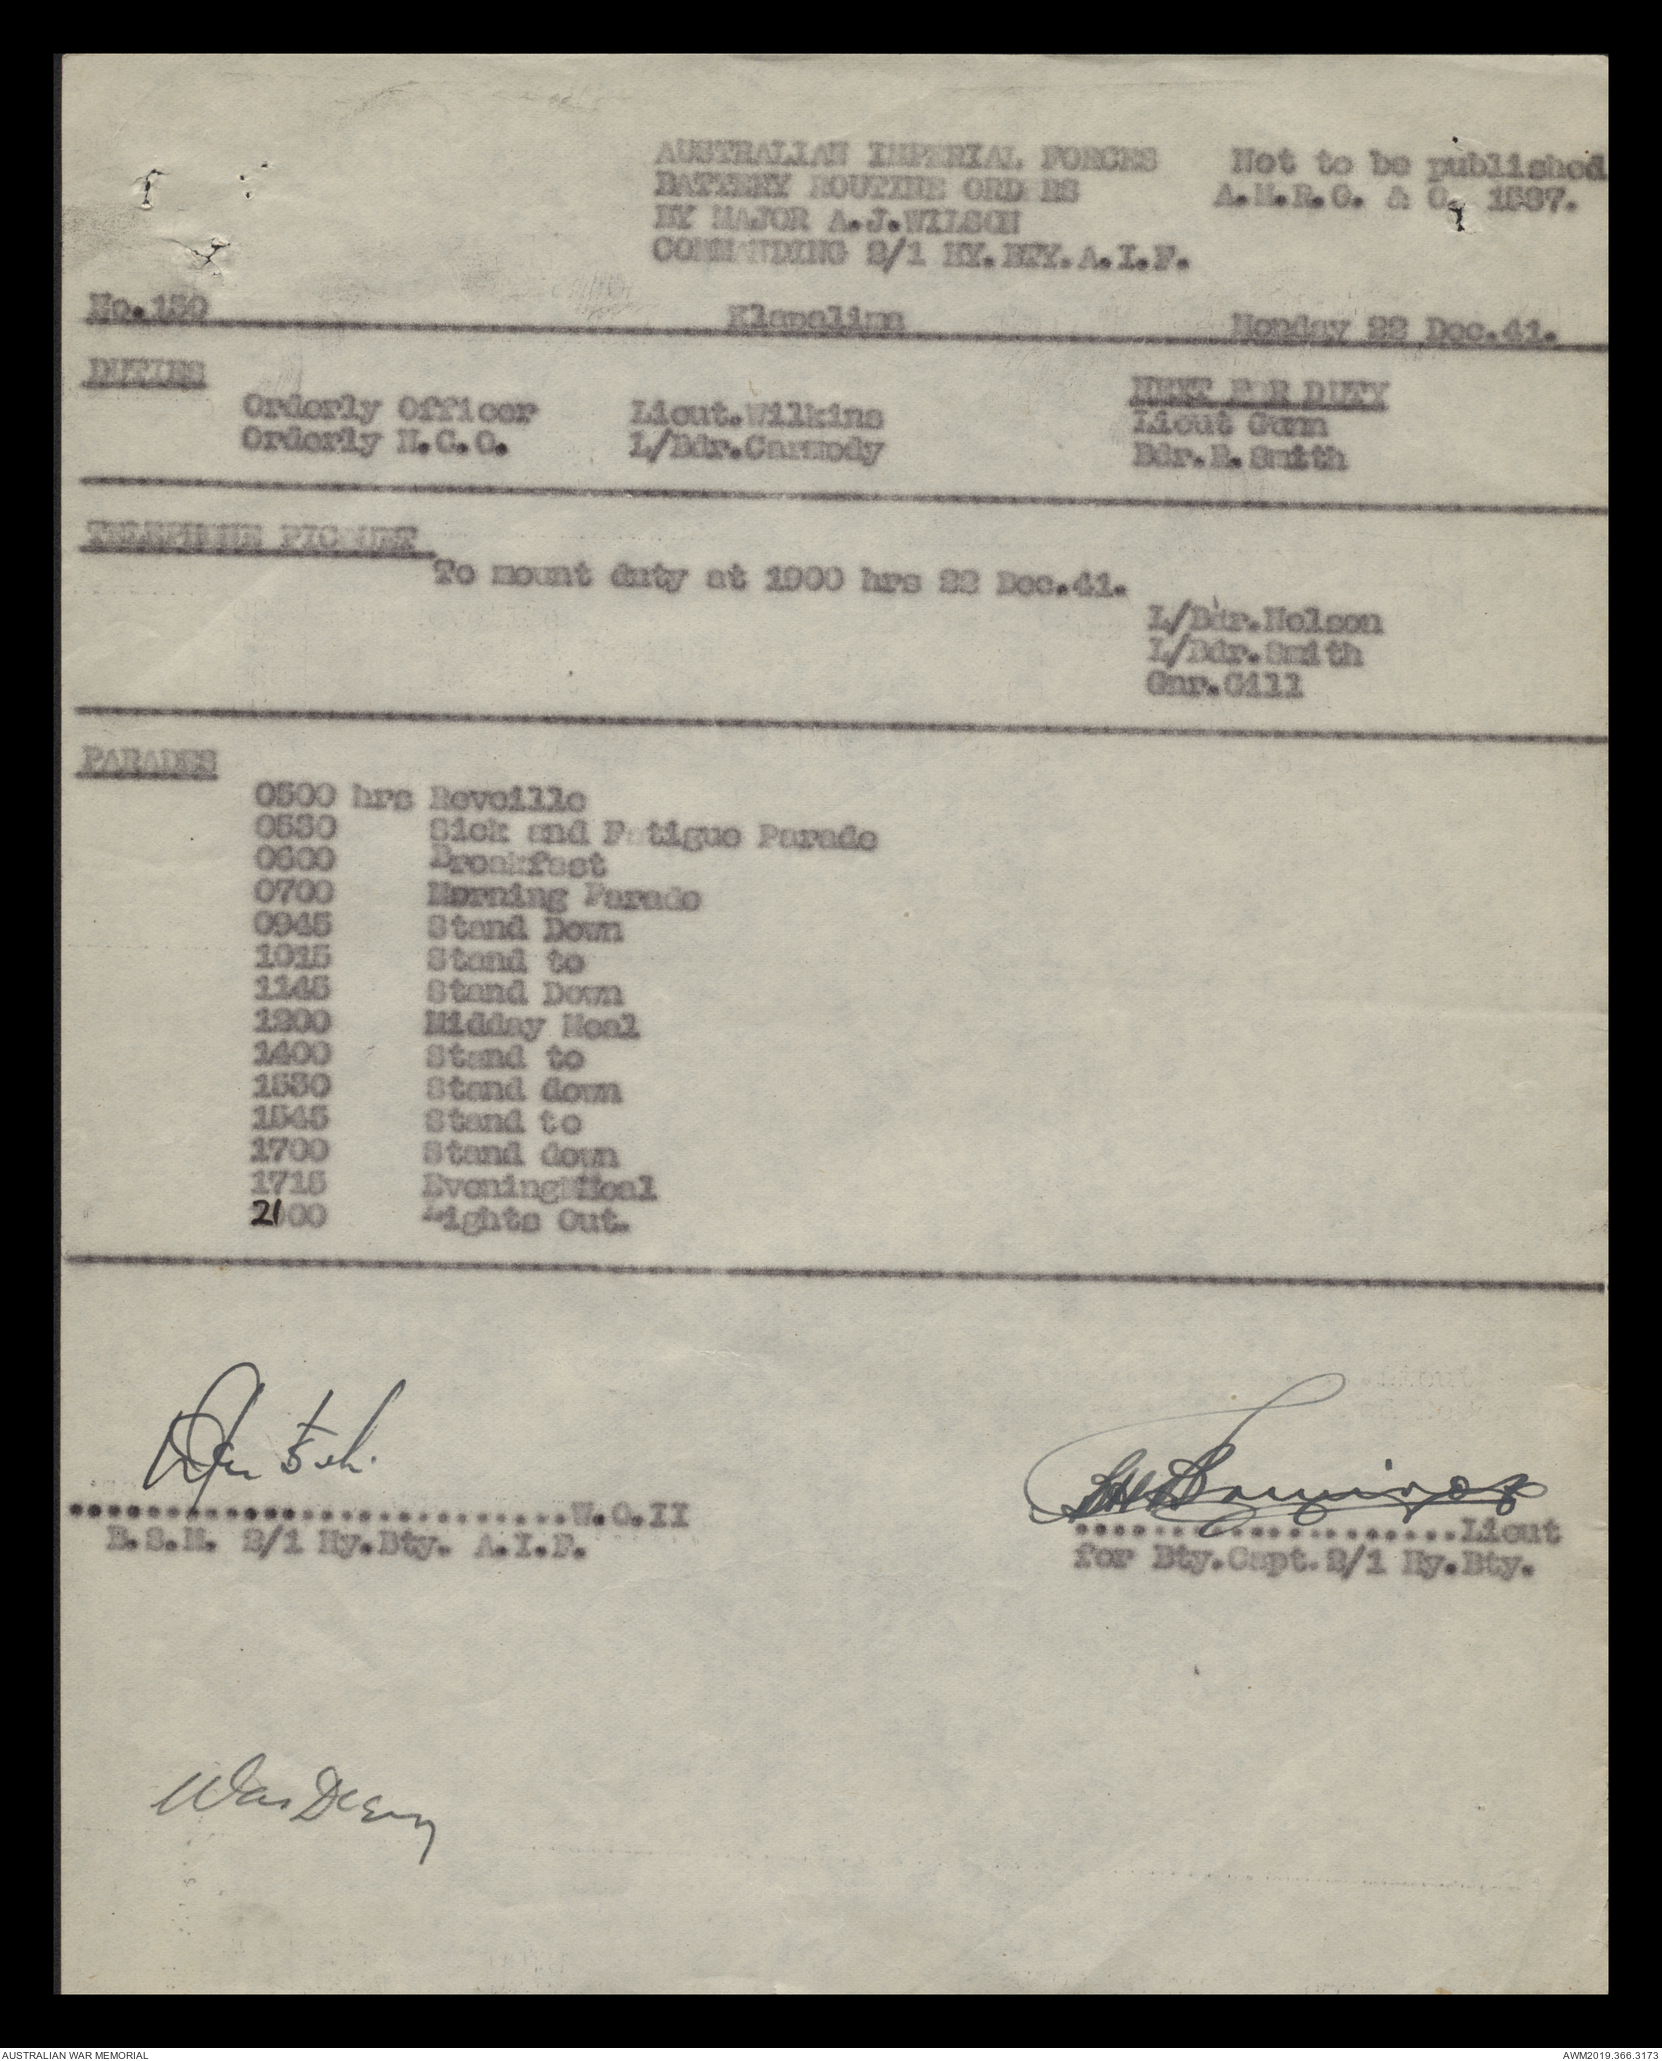 AUSTRALIAN IMPERIAL FORCES Not to be published
BATTERY ROUTINE ORDERS A.M.R.G. & O. 1587.
BY MAJOR A.J.WILSON
COMMANDING 2/1 HY.BTY.A.I.F.
No.150 Klapalima Monday 22 Dec.41.
DUTIES
NEXT FOR DUTY
Orderly Officer Lieut.Wilkins Lieut Gunn
Orderly N.C.O. L/Bdr.Carmody Bdr.R.Smith
TELEPHONE PICQUET
To mount duty at 1900 hrs 22 Dec.41.
L/Bdr.Nelson
L/Bdr.Smith
Gnr.Gill
PARADES
0500 hrs Reveille
0530 Sick and Fatigue Parade
0600 Breakfast
0700 Morning Parade
0945 Stand Down
1015 Stand to
1145 Stand Down
1200 Midday Meal
1400 Stand to
1530 Stand down
1545 Stand to
1700 Stand down
1715 Evening Meal
2100 Lights Out.
..........................W.O.II
B.S.M. 2/1 Hy.Bty. A.I.F.
....................Lieut
for Bty.Capt.2/1 Hy.Bty.
War Diary
AUSTRALIAN WAR MEMORIAL AWM2019.366.3173